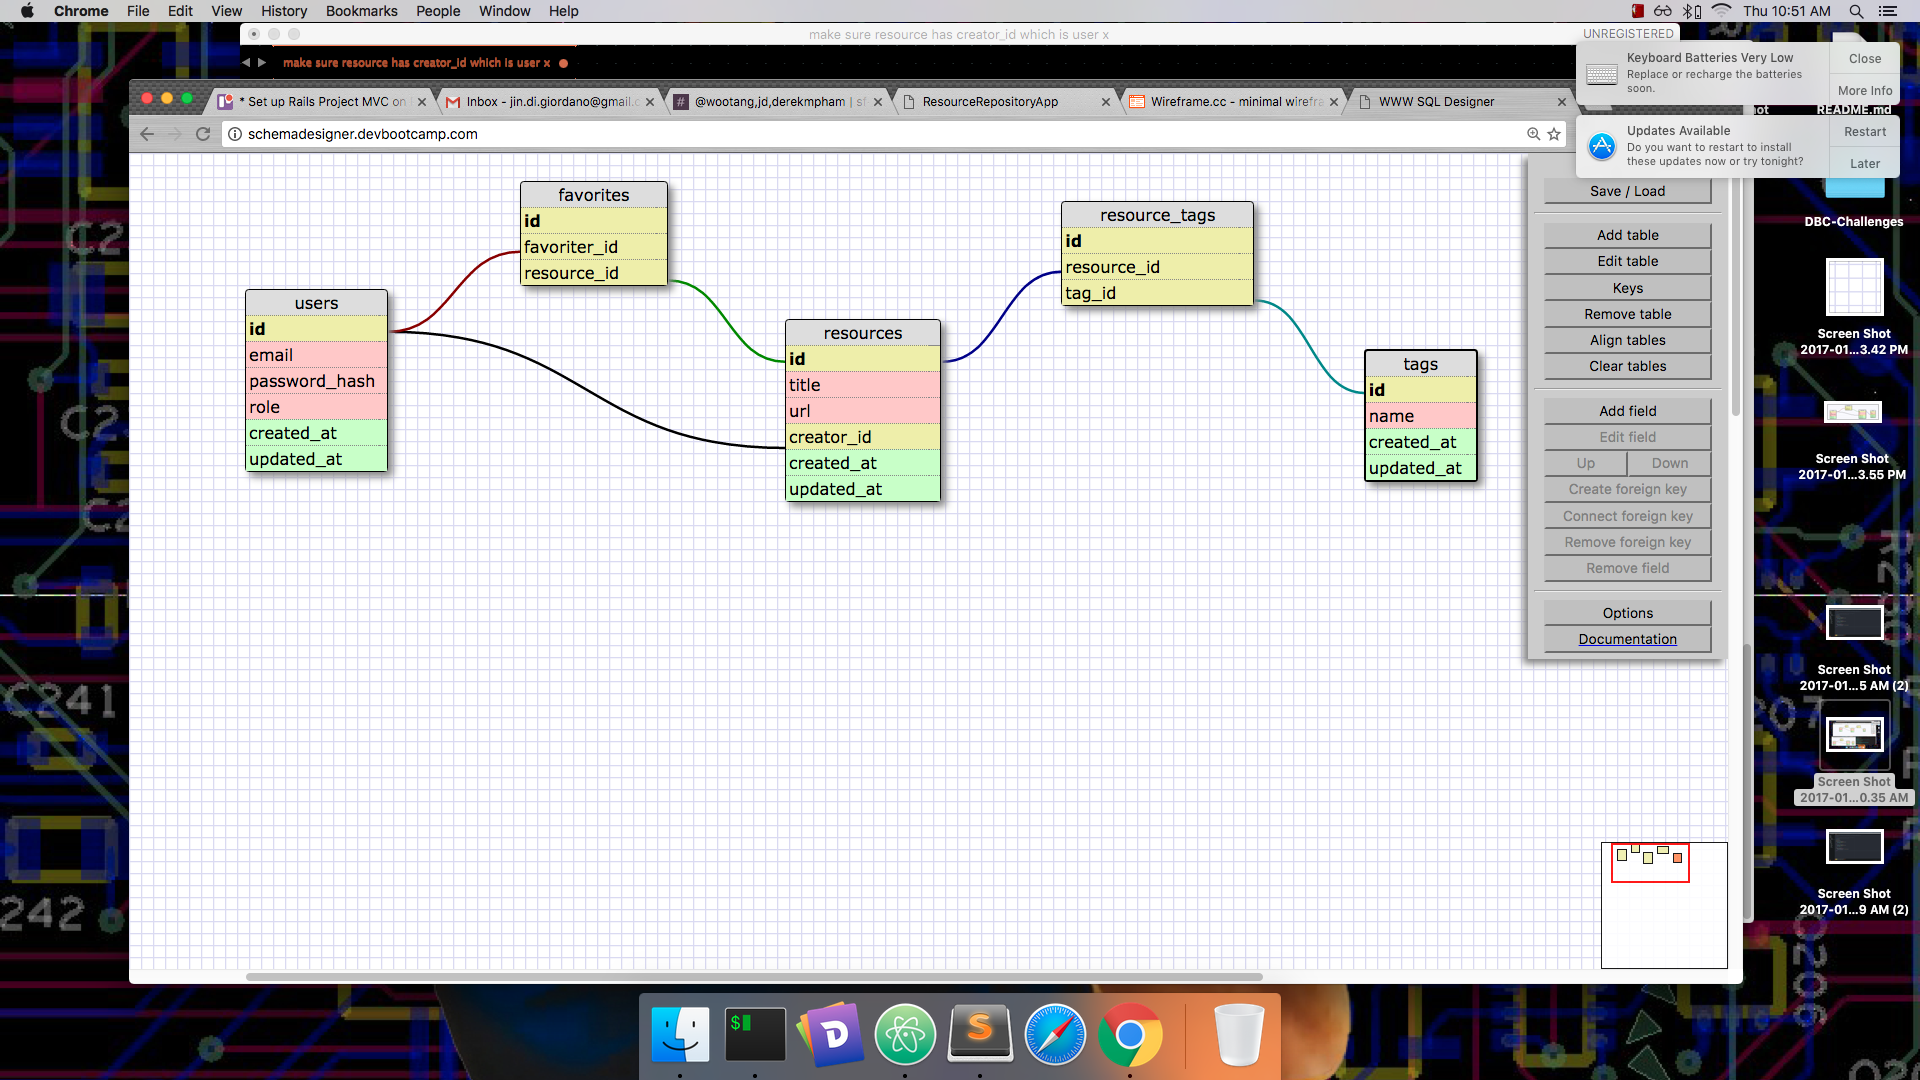 Chrome File Edit View History Bookmarks People Window Help
Thu 10:51 AM
make sure resource has creator_id which is user x
UNREGISTERED
make sure resource has creator_id which is user x
Keyboard Batteries Very Low
Replace or recharge the batteries
soon.
Close
More Info
* Set up Rails Project MVC on
Inbox - jin.di.giordano@gmail.c
@wootang,jd,derekmpham | sl
ResourceRepositoryApp
Wireframe.cc - minimal wirefra
WWW SQL Designer
README.md
schemadesigner.devbootcamp.com
Updates Available
Do you want to restart to install
these updates now or try tonight?
Restart
Later
favorites
id
favoriter_id
resource_id
resource_tags
id
resource_id
tag_id
users
id
email
password_hash
role
created_at
updated_at
resources
id
title
url
creator_id
created_at
updated_at
tags
id
name
created_at
updated_at
Save / Load
Add table
Edit table
Keys
Remove table
Align tables
Clear tables
Add field
Edit field
Up Down
Create foreign key
Connect foreign key
Remove foreign key
Remove field
Options
Documentation
DBC-Challenges
Screen Shot
2017-01...3.42 PM
Screen Shot
2017-01...3.55 PM
Screen Shot
2017-01...5 AM (2)
Screen Shot
2017-01...0.35 AM
Screen Shot
2017-01...9 AM (2)
C241
242